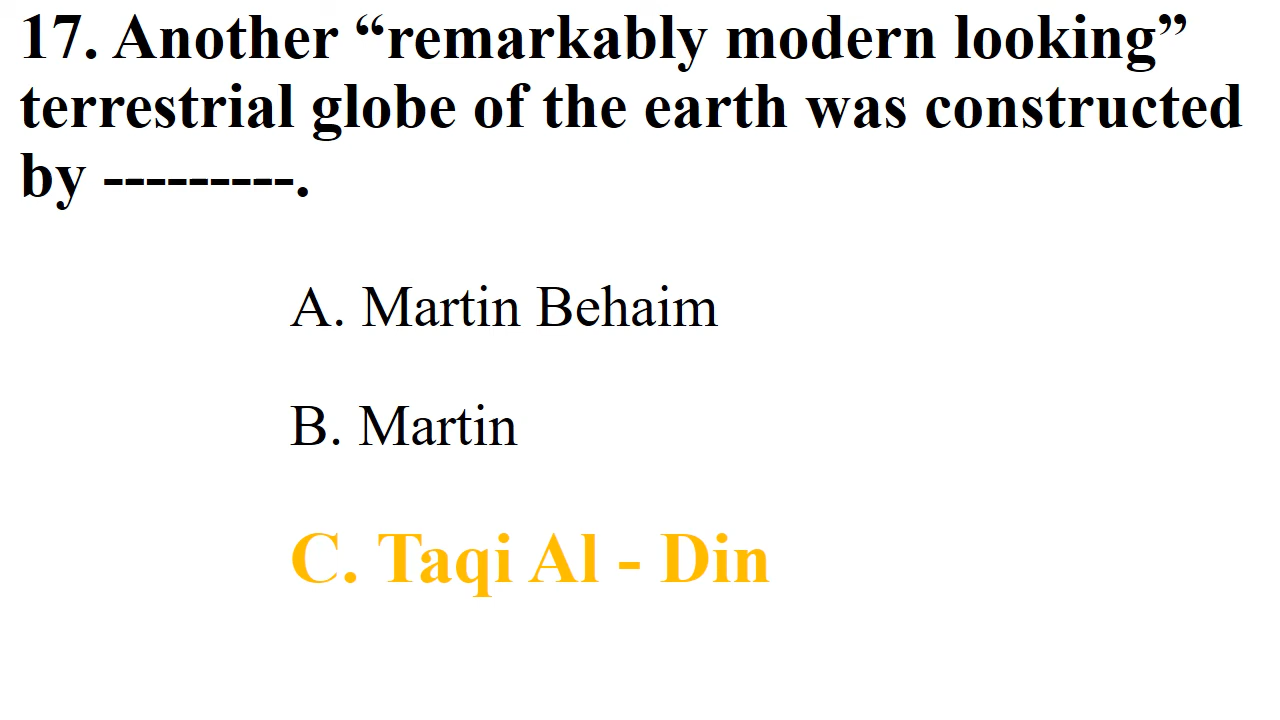 17. Another “remarkably modern looking”
terrestrial globe of the earth was constructed
by ---------.
A. Martin Behaim
B. Martin
C. Taqi Al - Din